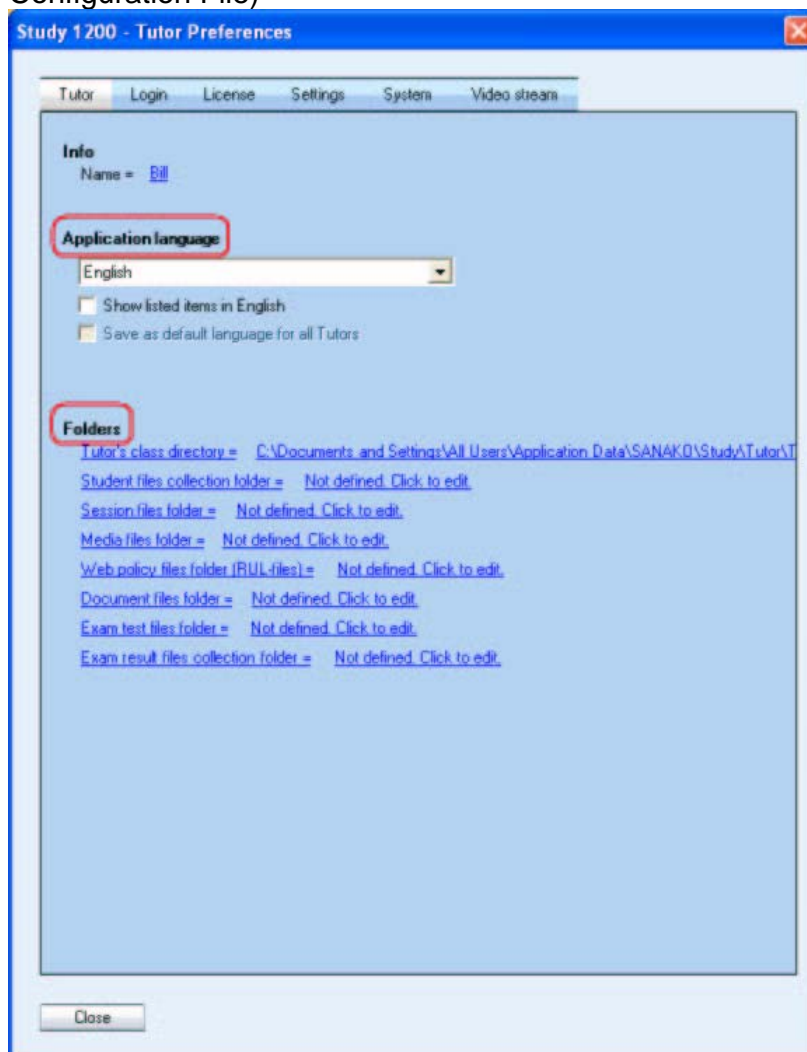 Configuration File)
Study 1200 - Tutor Preferences
Tutor Login License Settings System Video stream
Info
Name = Bill
Application language
English
Show listed items in English
Save as default language for all Tutors
Folders
Tutor's class directory = C:\Documents and Settings\All Users\Application Data\SANAKO\Study\Tutor\T
Student files collection folder = Not defined. Click to edit.
Session files folder = Not defined. Click to edit.
Media files folder = Not defined. Click to edit.
Web policy files folder (RUL-files) = Not defined. Click to edit.
Document files folder = Not defined. Click to edit.
Exam test files folder = Not defined. Click to edit.
Exam result files collection folder = Not defined. Click to edit.
Close